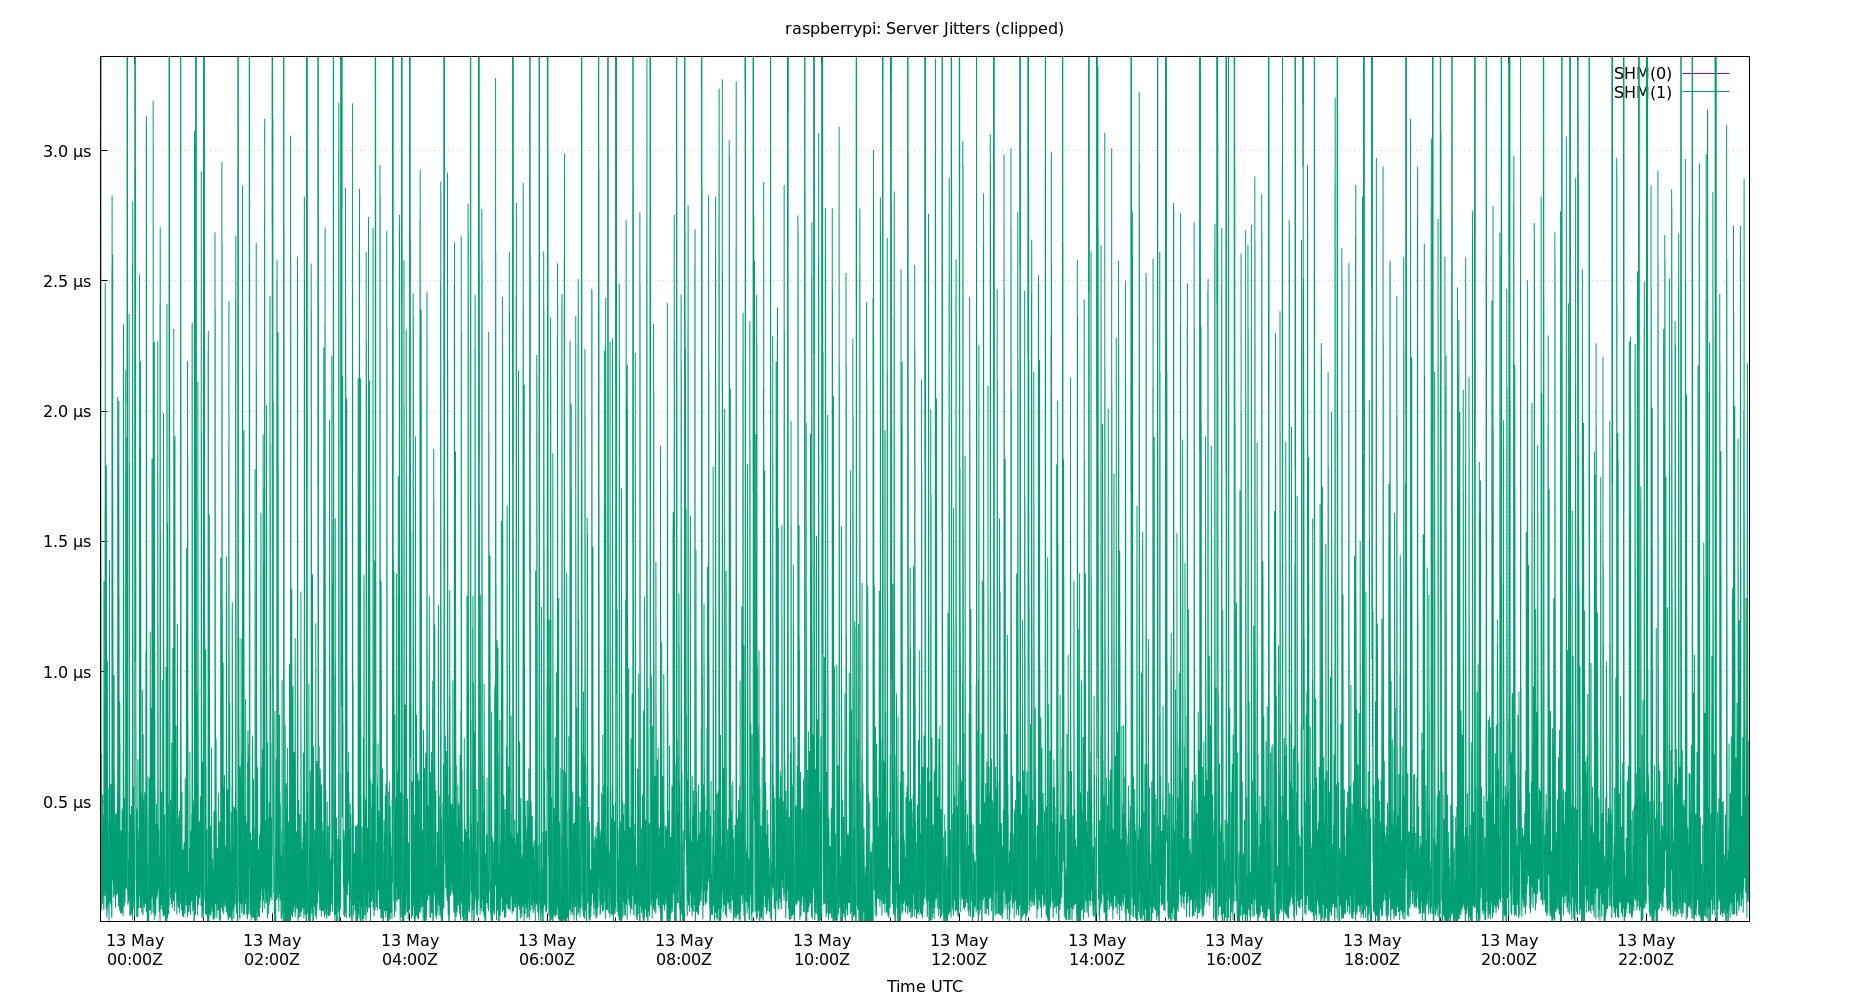 raspberrypi: Server Jitters (clipped)
SHM(0)
SHM(1)
3.0 µs
2.5 µs
2.0 µs
1.5 µs
1.0 µs
0.5 µs
13 May 13 May 13 May 13 May 13 May 13 May 13 May 13 May 13 May 13 May 13 May 13 May
00:00Z 02:00Z 04:00Z 06:00Z 08:00Z 10:00Z 12:00Z 14:00Z 16:00Z 18:00Z 20:00Z 22:00Z
Time UTC